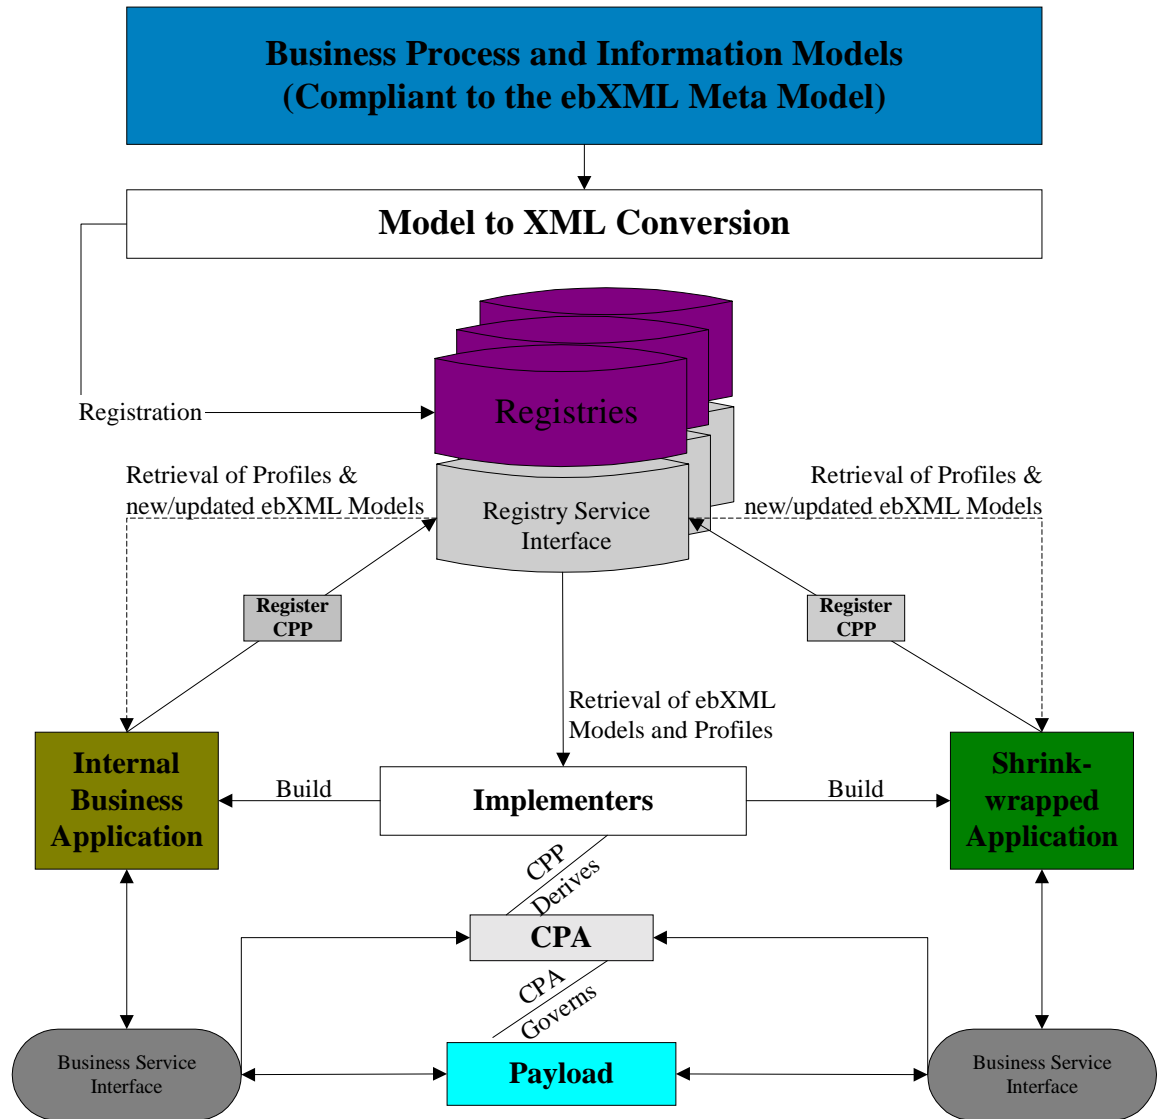 Business Process and Information Models
(Compliant to the ebXML Meta Model)
Model to XML Conversion
Registries
Registration
Retrieval of Profiles &
new/updated ebXML Models
Registry Service
Interface
Retrieval of Profiles &
new/updated ebXML Models
Register
CPP
Register
CPP
Retrieval of ebXML
Models and Profiles
Internal
Business
Application
Build
Implementers
Build
Shrink-
wrapped
Application
CPP
Derives
CPA
CPA
Governs
Business Service
Interface
Payload
Business Service
Interface